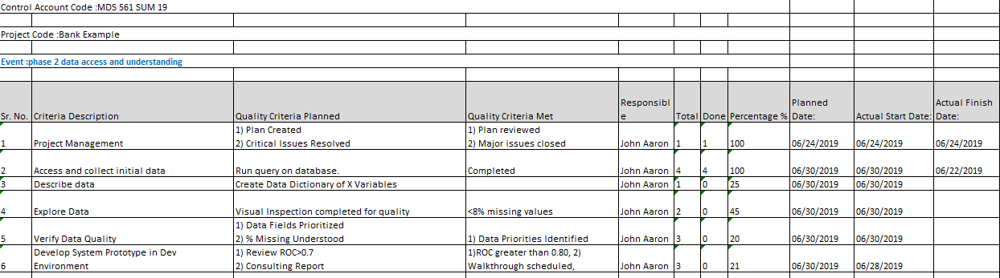 Control Account Code :MDS 561 SUM 19
Project Code :Bank Example
Event :phase 2 data access and understanding
Responsibl Planned Actual Finish
Sr. No. Criteria Description Quality Criteria Planned Quality Criteria Met e Total Done Percentage % Date: Actual Start Date: Date:
1) Plan Created 1) Plan reviewed
1 Project Management 2) Critical Issues Resolved 2) Major issues closed John Aaron 1 1 100 06/24/2019 06/24/2019 06/24/2019
2 Access and collect initial data Run query on database. Completed John Aaron 4 4 100 06/30/2019 06/30/2019 06/22/2019
3 Describe data Create Data Dictionary of X Variables John Aaron 1 0 25 06/30/2019 06/30/2019
4 Explore Data Visual Inspection completed for quality <8% missing values John Aaron 2 0 45 06/30/2019 06/30/2019
1) Data Fields Prioritized
5 Verify Data Quality 2) % Missing Understood 1) Data Priorities Identified John Aaron 3 0 20 06/30/2019 06/30/2019
Develop System Prototype in Dev 1) Review ROC>0.7 1)ROC greater than 0.80, 2)
6 Environment 2) Consulting Report Walkthrough scheduled, John Aaron 3 0 21 06/30/2019 06/28/2019